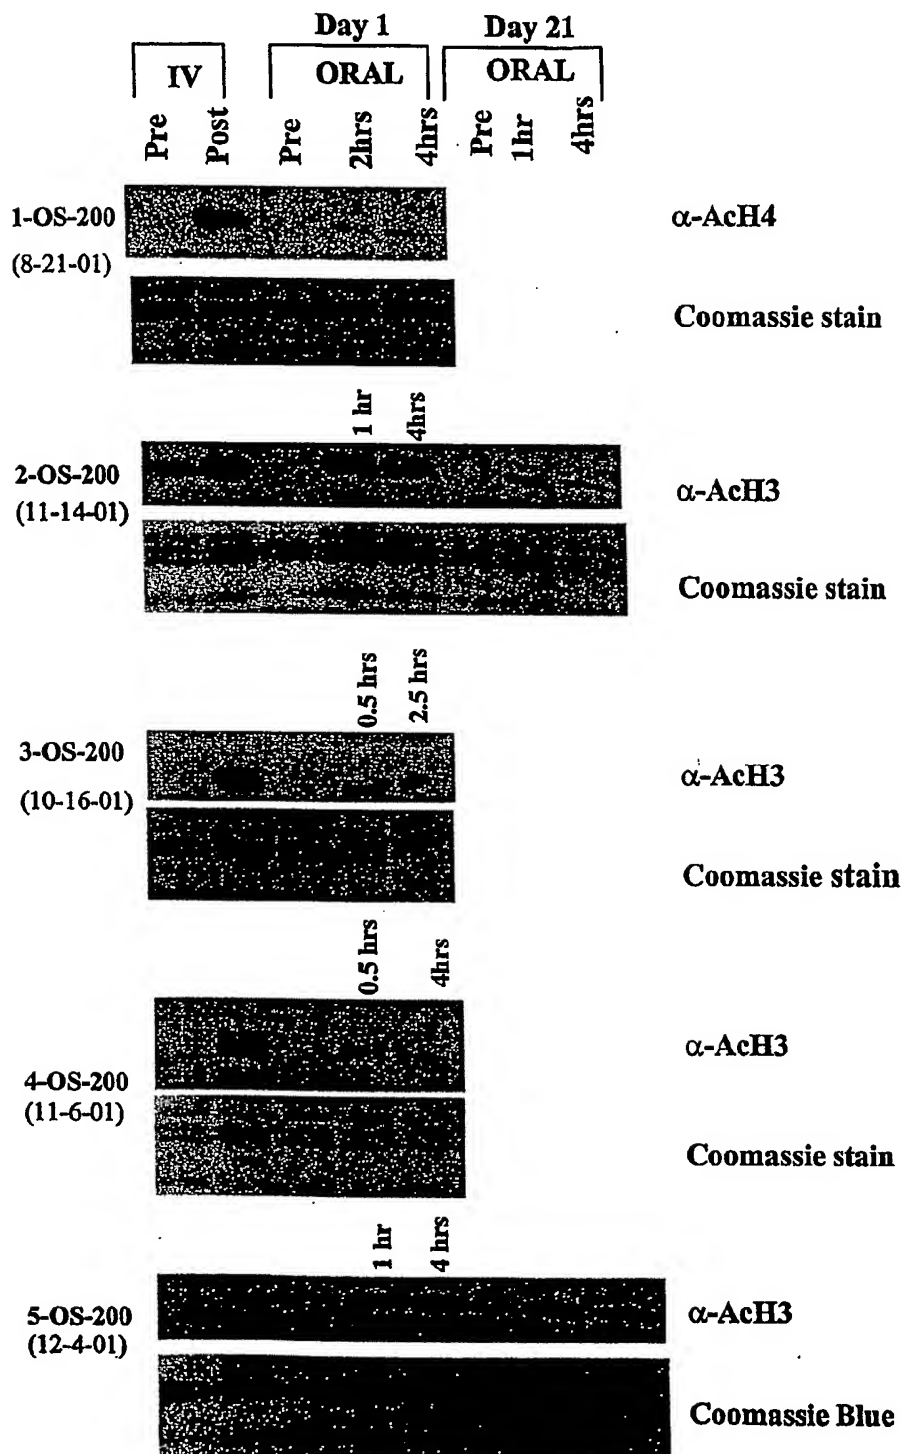 Day 1 Day 21
IV ORAL ORAL
Pre Post Pre 2hrs 4hrs Pre 1hr 4hrs
1-OS-200
(8-21-01)
α-AcH4
Coomassie stain
1 hr 4hrs
2-OS-200
(11-14-01)
α-AcH3
Coomassie stain
0.5 hrs 2.5 hrs
3-OS-200
(10-16-01)
α-AcH3
Coomassie stain
0.5 hrs 4hrs
4-OS-200
(11-6-01)
α-AcH3
Coomassie stain
1 hr 4 hrs
5-OS-200
(12-4-01)
α-AcH3
Coomassie Blue